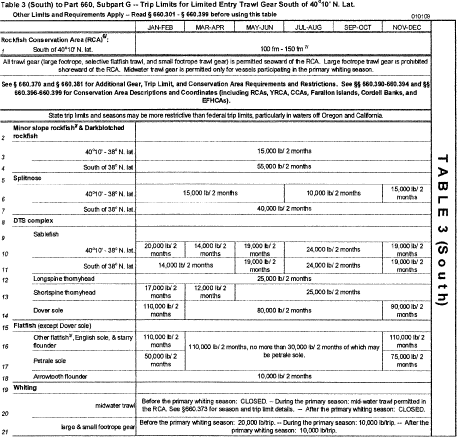 Table 3 (South) to Part 660, Subpart G -- Trip Limits for Limited Entry Trawl Gear South of 40°10' N. Lat.
Other Limits and Requirements Apply -- Read § 660.301 - § 660.399 before using this table
010109
JAN-FEB MAR-APR MAY-JUN JUL-AUG SEP-OCT NOV-DEC
Rockfish Conservation Area (RCA)6/:
1 South of 40°10' N. lat. 100 fm - 150 fm 7/
All trawl gear (large footrope, selective flatfish trawl, and small footrope trawl gear) is permitted seaward of the RCA. Large footrope trawl gear is prohibited
shoreward of the RCA. Midwater trawl gear is permitted only for vessels participating in the primary whiting season.
See § 660.370 and § 660.381 for Additional Gear, Trip Limit, and Conservation Area Requirements and Restrictions. See §§ 660.390-660.394 and §§
660.396-660.399 for Conservation Area Descriptions and Coordinates (including RCAs, YRCA, CCAs, Farallon Islands, Cordell Banks, and
EFHCAs).
State trip limits and seasons may be more restrictive than federal trip limits, particularly in waters off Oregon and California.
2 Minor slope rockfish2/ & Darkblotched
rockfish
3 40°10' - 38° N. lat. 15,000 lb/ 2 months
4 South of 38° N. lat. 55,000 lb/ 2 months
5 Splitnose
6 40°10' - 38° N. lat. 15,000 lb/ 2 months 10,000 lb/ 2 months 15,000 lb/ 2
months
7 South of 38° N. lat. 40,000 lb/ 2 months
8 DTS complex
9 Sablefish
10 40°10' - 38° N. lat. 20,000 lb/ 2
months 14,000 lb/ 2
months 19,000 lb/ 2
months 24,000 lb/ 2 months 19,000 lb/ 2
months
11 South of 38° N. lat. 14,000 lb/ 2 months 19,000 lb/ 2
months 24,000 lb/ 2 months 19,000 lb/ 2
months
12 Longspine thornyhead 25,000 lb/ 2 months
13 Shortspine thornyhead 17,000 lb/ 2
months 12,000 lb/ 2
months 25,000 lb/ 2 months
14 Dover sole 110,000 lb/ 2
months 80,000 lb/ 2 months 90,000 lb/ 2
months
15 Flatfish (except Dover sole)
16 Other flatfish3/, English sole, & starry
flounder 110,000 lb/ 2
months 110,000 lb/ 2 months, no more than 30,000 lb/ 2 months of which may
be petrale sole. 110,000 lb/ 2
months
17 Petrale sole 50,000 lb/ 2
months 75,000 lb/ 2
months
18 Arrowtooth flounder 10,000 lb/ 2 months
19 Whiting
20 midwater trawl Before the primary whiting season: CLOSED. -- During the primary season: mid-water trawl permitted in
the RCA. See §660.373 for season and trip limit details. -- After the primary whiting season: CLOSED.
21 large & small footrope gear Before the primary whiting season: 20,000 lb/trip. -- During the primary season: 10,000 lb/trip. -- After the
primary whiting season: 10,000 lb/trip.
TABLE 3 (South)